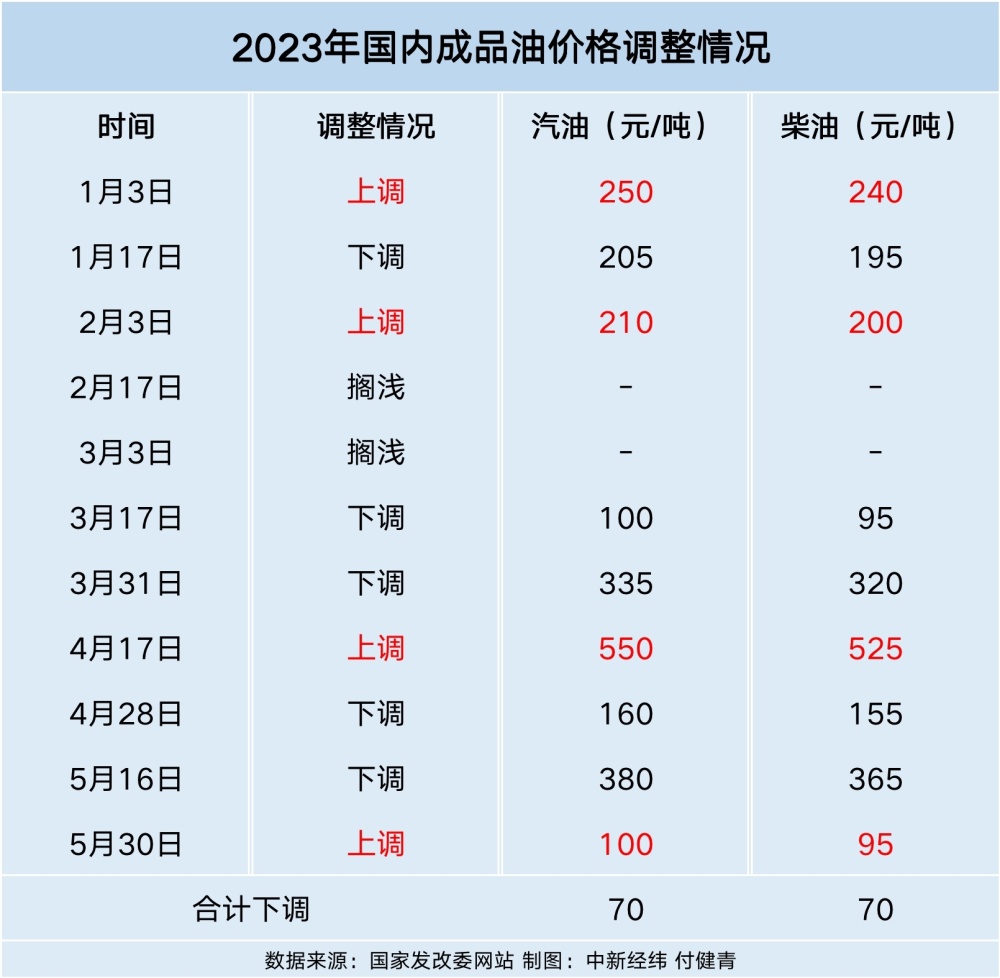 2023年国内成品油价格调整情况
时间 调整情况 汽油（元/吨） 柴油（元/吨）
1月3日 上调 250 240
1月17日 下调 205 195
2月3日 上调 210 200
2月17日 搁浅 - -
3月3日 搁浅 - -
3月17日 下调 100 95
3月31日 下调 335 320
4月17日 上调 550 525
4月28日 下调 160 155
5月16日 下调 380 365
5月30日 上调 100 95
合计下调 70 70
数据来源：国家发改委网站 制图：中新经纬 付健青